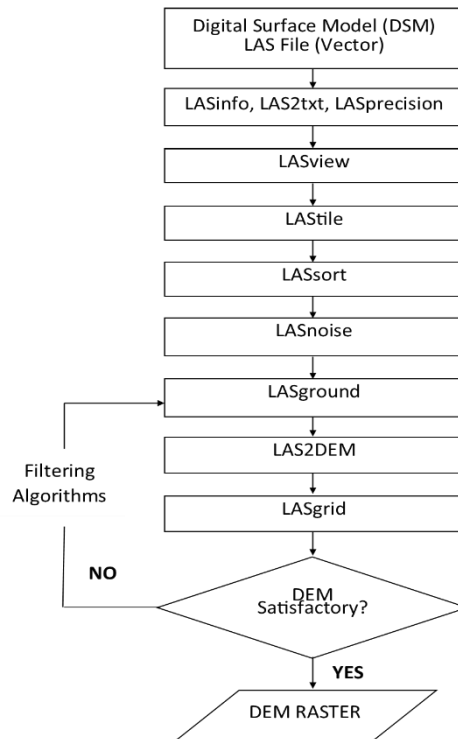 Digital Surface Model (DSM)
LAS File (Vector)
LASinfo, LAS2txt, LASprecision
LASview
LAStile
LASsort
LASnoise
LASground
LAS2DEM
Filtering
Algorithms
LASgrid
NO
DEM
Satisfactory?
YES
DEM RASTER